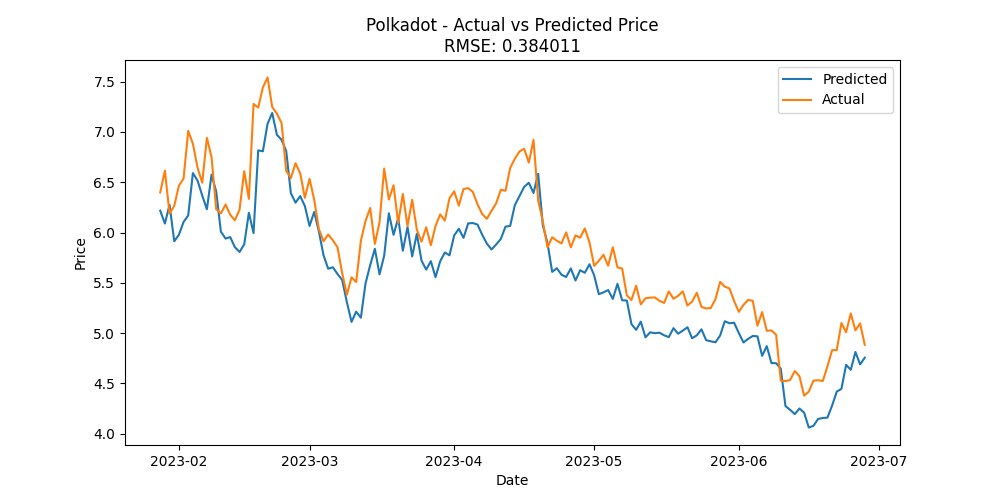 Polkadot - Actual vs Predicted Price
RMSE: 0.384011
Predicted
Actual
7.5
7.0
6.5
6.0
5.5
5.0
4.5
4.0
Price
2023-02
2023-03
2023-04
2023-05
2023-06
2023-07
Date